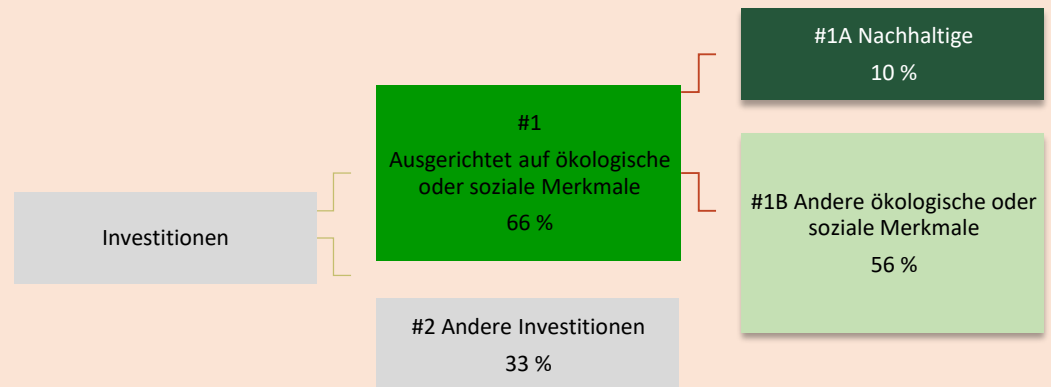 Investitionen
#1
Ausgerichtet auf ökologische
oder soziale Merkmale
66 %
#2 Andere Investitionen
33 %
#1A Nachhaltige
10 %
#1B Andere ökologische oder
soziale Merkmale
56 %